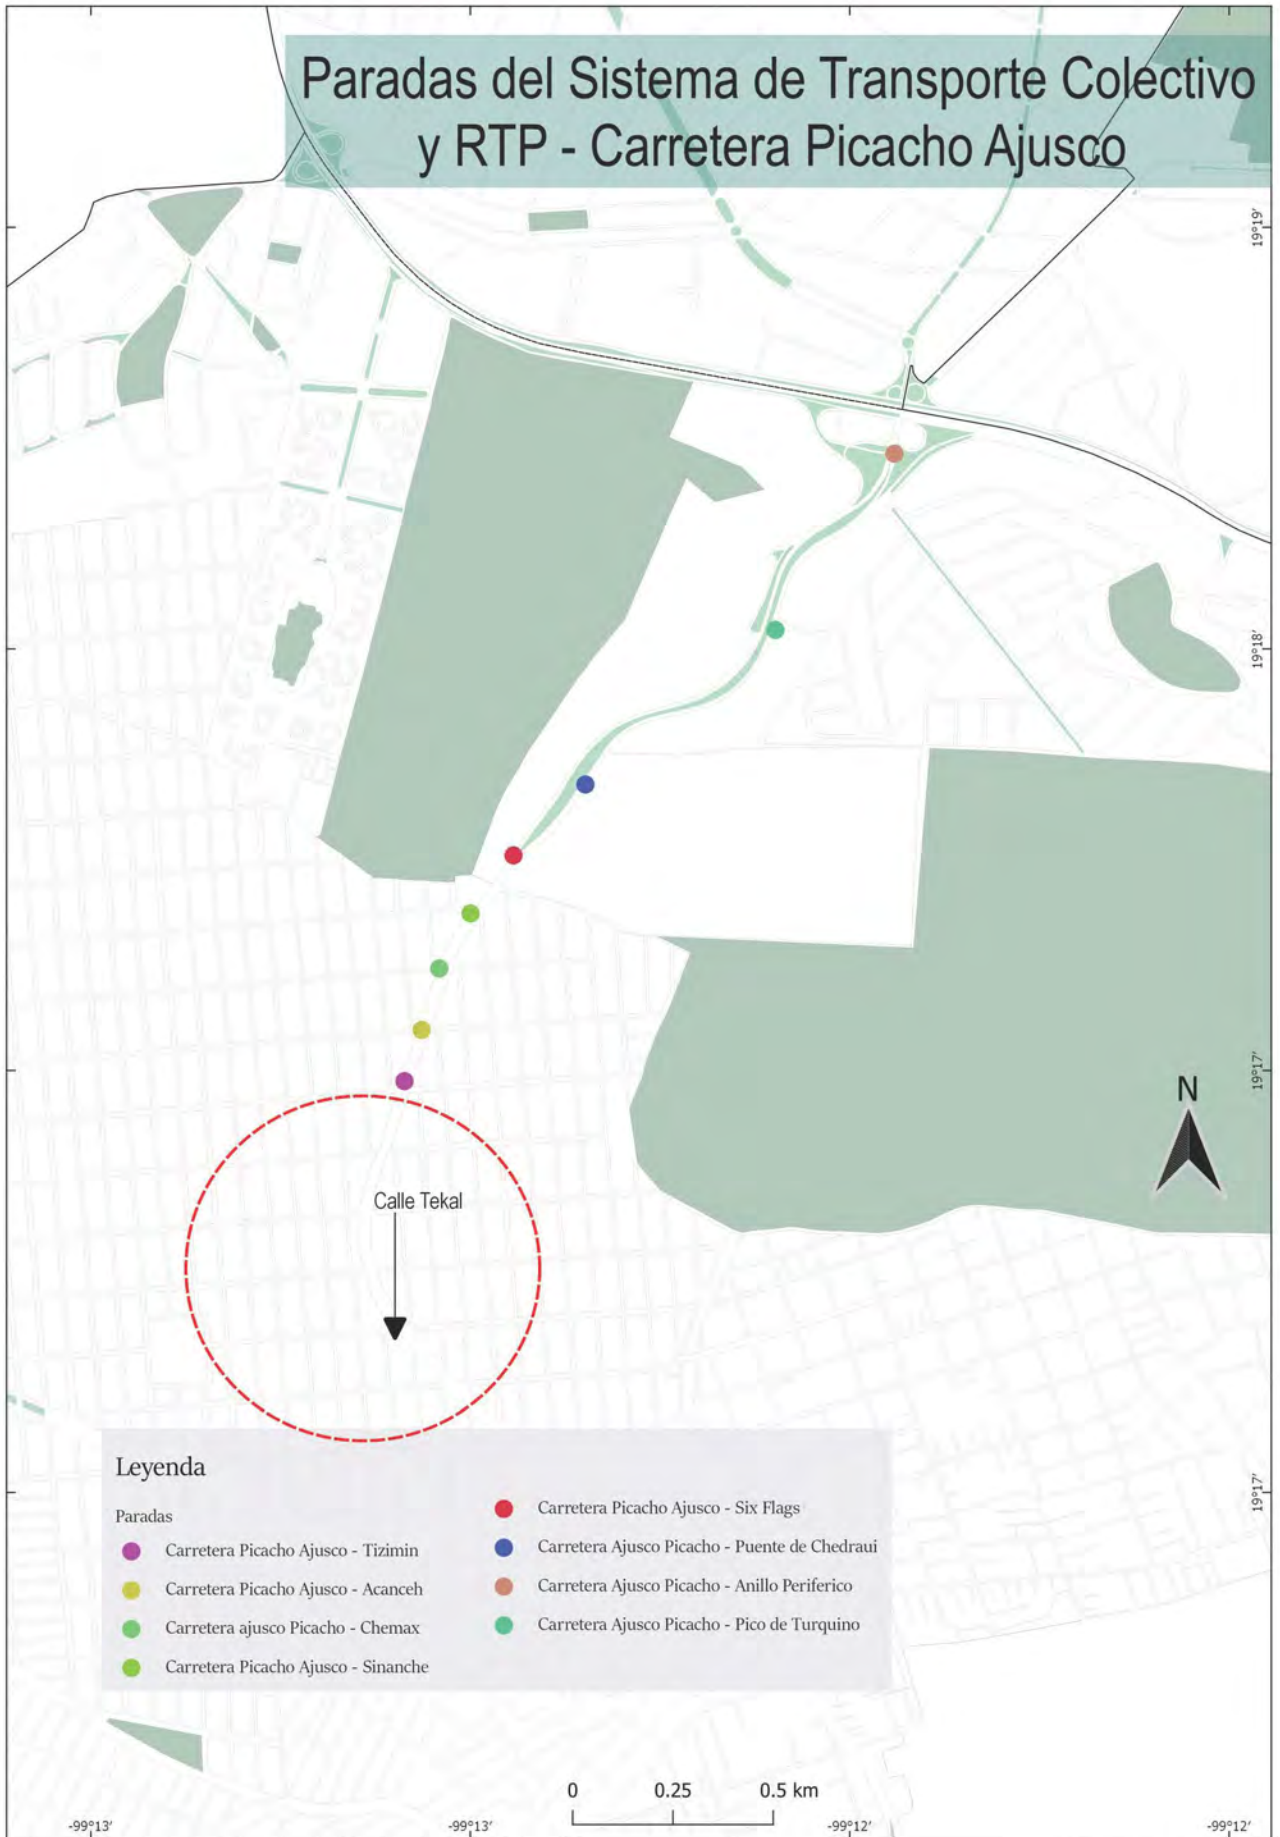 Paradas del Sistema de Transporte Colectivo
y RTP - Carretera Picacho Ajusco
19°19'
19°18'
19°17'
N
Calle Tekal
19°17'
Leyenda
Paradas
Carretera Picacho Ajusco - Tizimin
Carretera Picacho Ajusco - Acanceh
Carretera ajusco Picacho - Chemax
Carretera Picacho Ajusco - Sinanche
Carretera Picacho Ajusco - Six Flags
Carretera Ajusco Picacho - Puente de Chedraui
Carretera Ajusco Picacho - Anillo Periferico
Carretera Ajusco Picacho - Pico de Turquino
0 0.25 0.5 km
-99°13' -99°13' -99°12' -99°12'